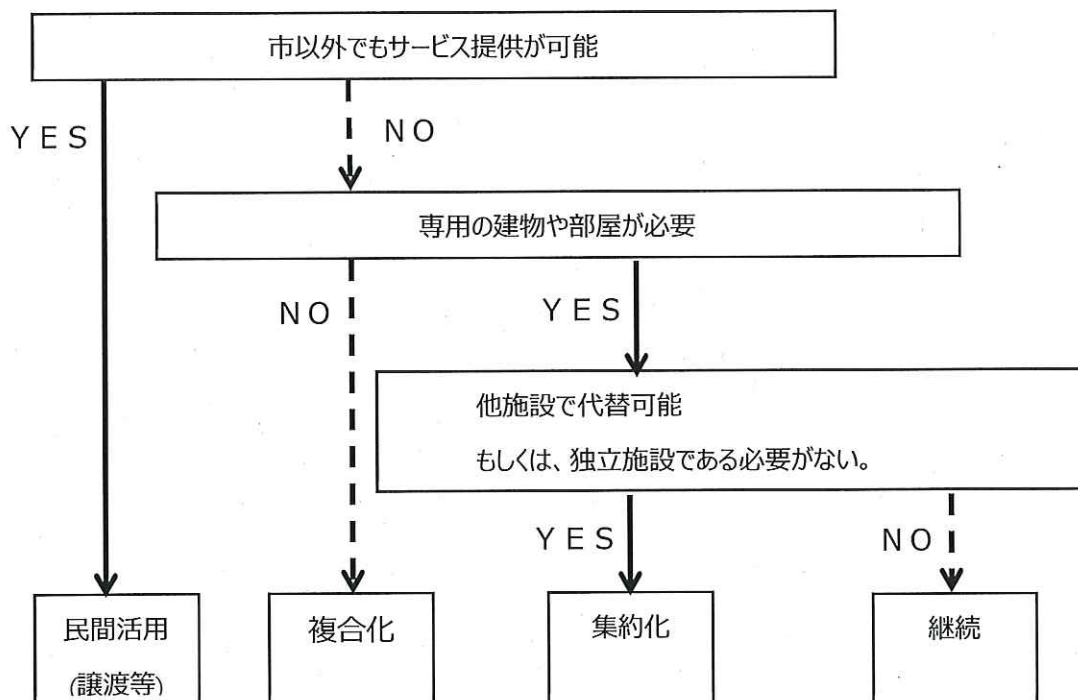 市以外でもサービス提供が可能
ＹＥＳ
ＮＯ
専用の建物や部屋が必要
ＮＯ
ＹＥＳ
他施設で代替可能
もしくは、独立施設である必要がない。
ＹＥＳ
ＮＯ
民間活用
(譲渡等)
複合化
集約化
継続